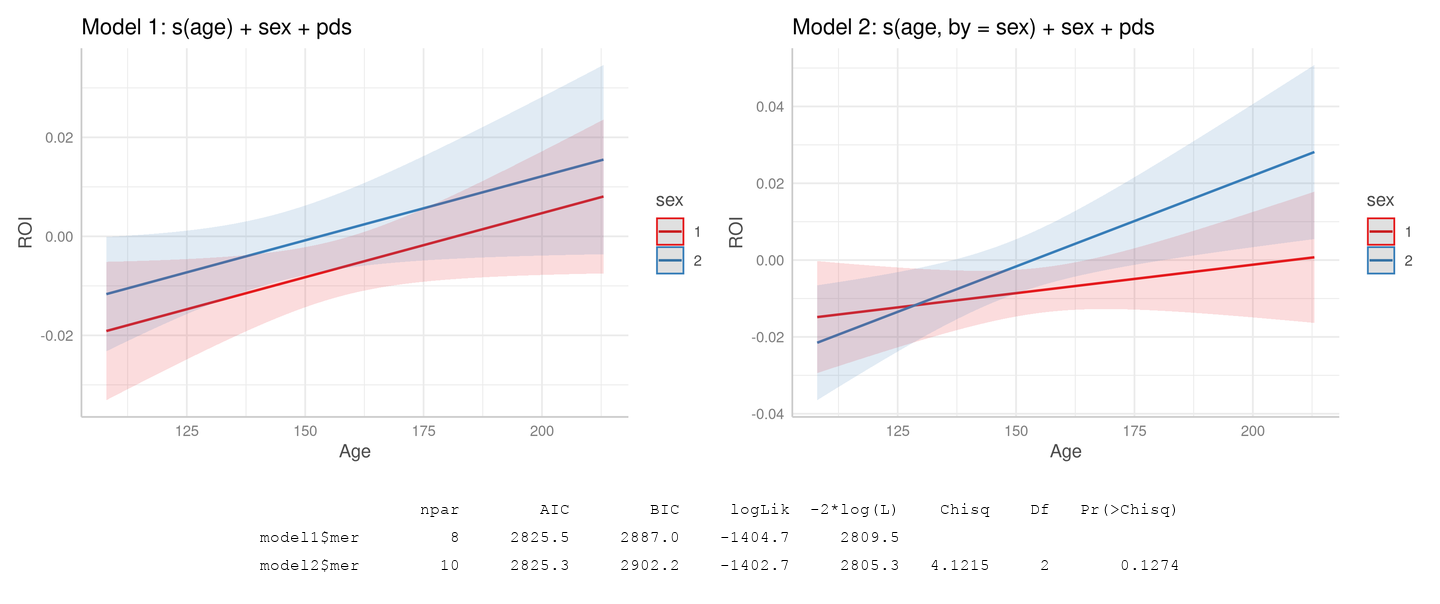 Model 1: s(age) + sex + pds
0.02
0.00
-0.02
125 150 175 200
Age
ROI
sex
1
2
Model 2: s(age, by = sex) + sex + pds
0.04
0.02
0.00
-0.02
-0.04
125 150 175 200
Age
ROI
sex
1
2
npar AIC BIC logLik -2*log(L) Chisq Df Pr(>Chisq)
model1$mer 8 2825.5 2887.0 -1404.7 2809.5
model2$mer 10 2825.3 2902.2 -1402.7 2805.3 4.1215 2 0.1274